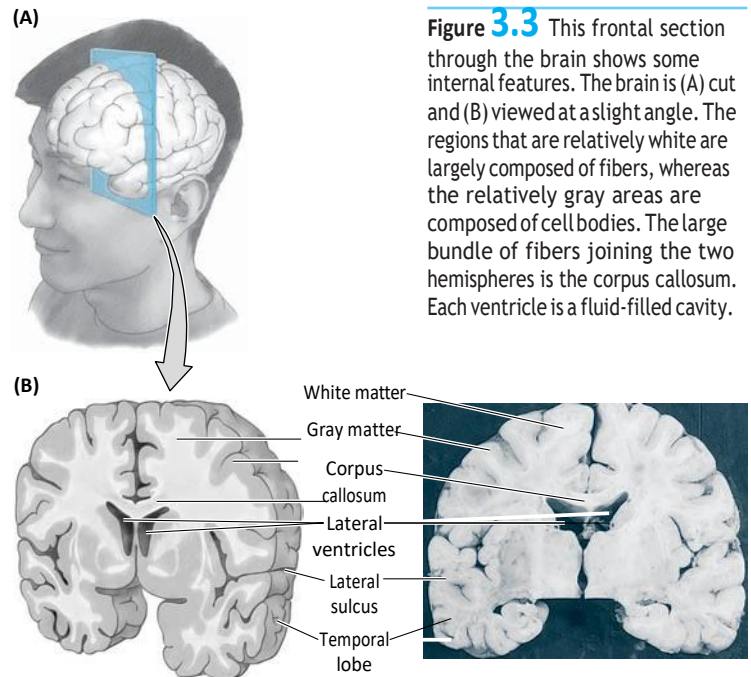 (A)
Figure 3.3 This frontal section
through the brain shows some
internal features. The brain is (A) cut
and (B) viewed at a slight angle. The
regions that are relatively white are
largely composed of fibers, whereas
the relatively gray areas are
composed of cell bodies. The large
bundle of fibers joining the two
hemispheres is the corpus callosum.
Each ventricle is a fluid-filled cavity.
(B)
White matter
Gray matter
Corpus
callosum
Lateral
ventricles
Lateral
sulcus
Temporal
lobe